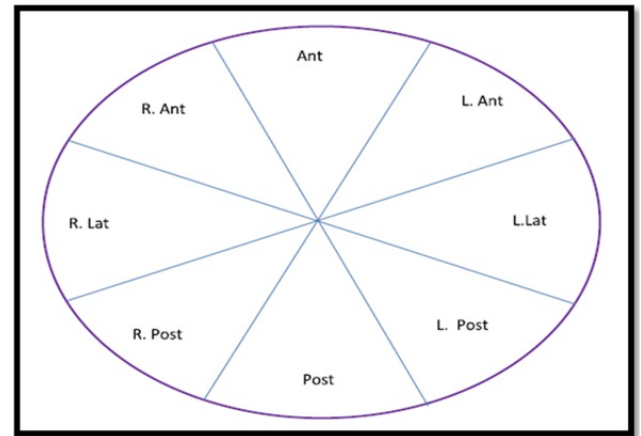 Ant
R. Ant
L. Ant
R. Lat
L.Lat
R. Post
L. Post
Post